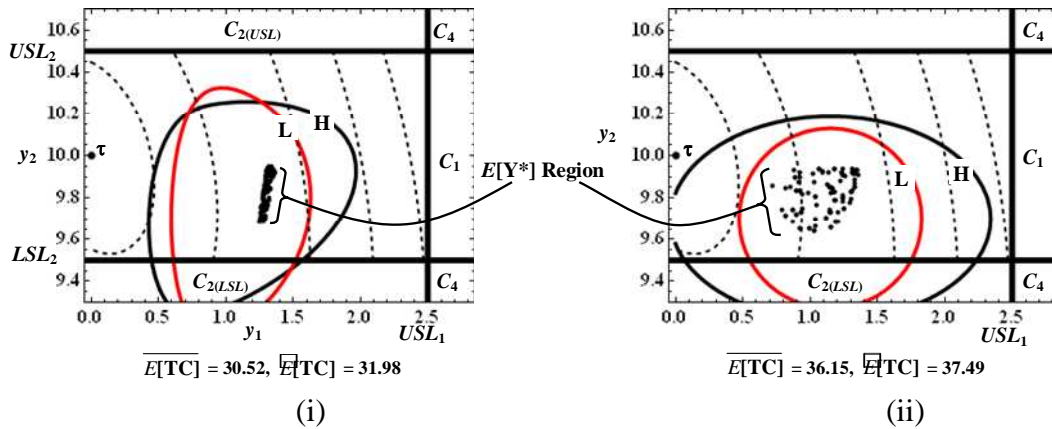 10.6 C2(USL) C4
USL2
10.4
10.2
L H
y2 10.0 τ
C1
9.8
9.6
LSL2
9.4 C2(LSL) C4
0.0 0.5 1.0 1.5 2.0 2.5
y1 USL1
E[TC] = 30.52, E[TC] = 31.98
(i)
E[Y*] Region
10.6 C4
10.4
10.2
y2
10.0 τ
C1
L H
9.8
9.6
9.4 C2(LSL) C4
0.0 0.5 1.0 1.5 2.0 2.5
USL1
E[TC] = 36.15, E[TC] = 37.49
(ii)